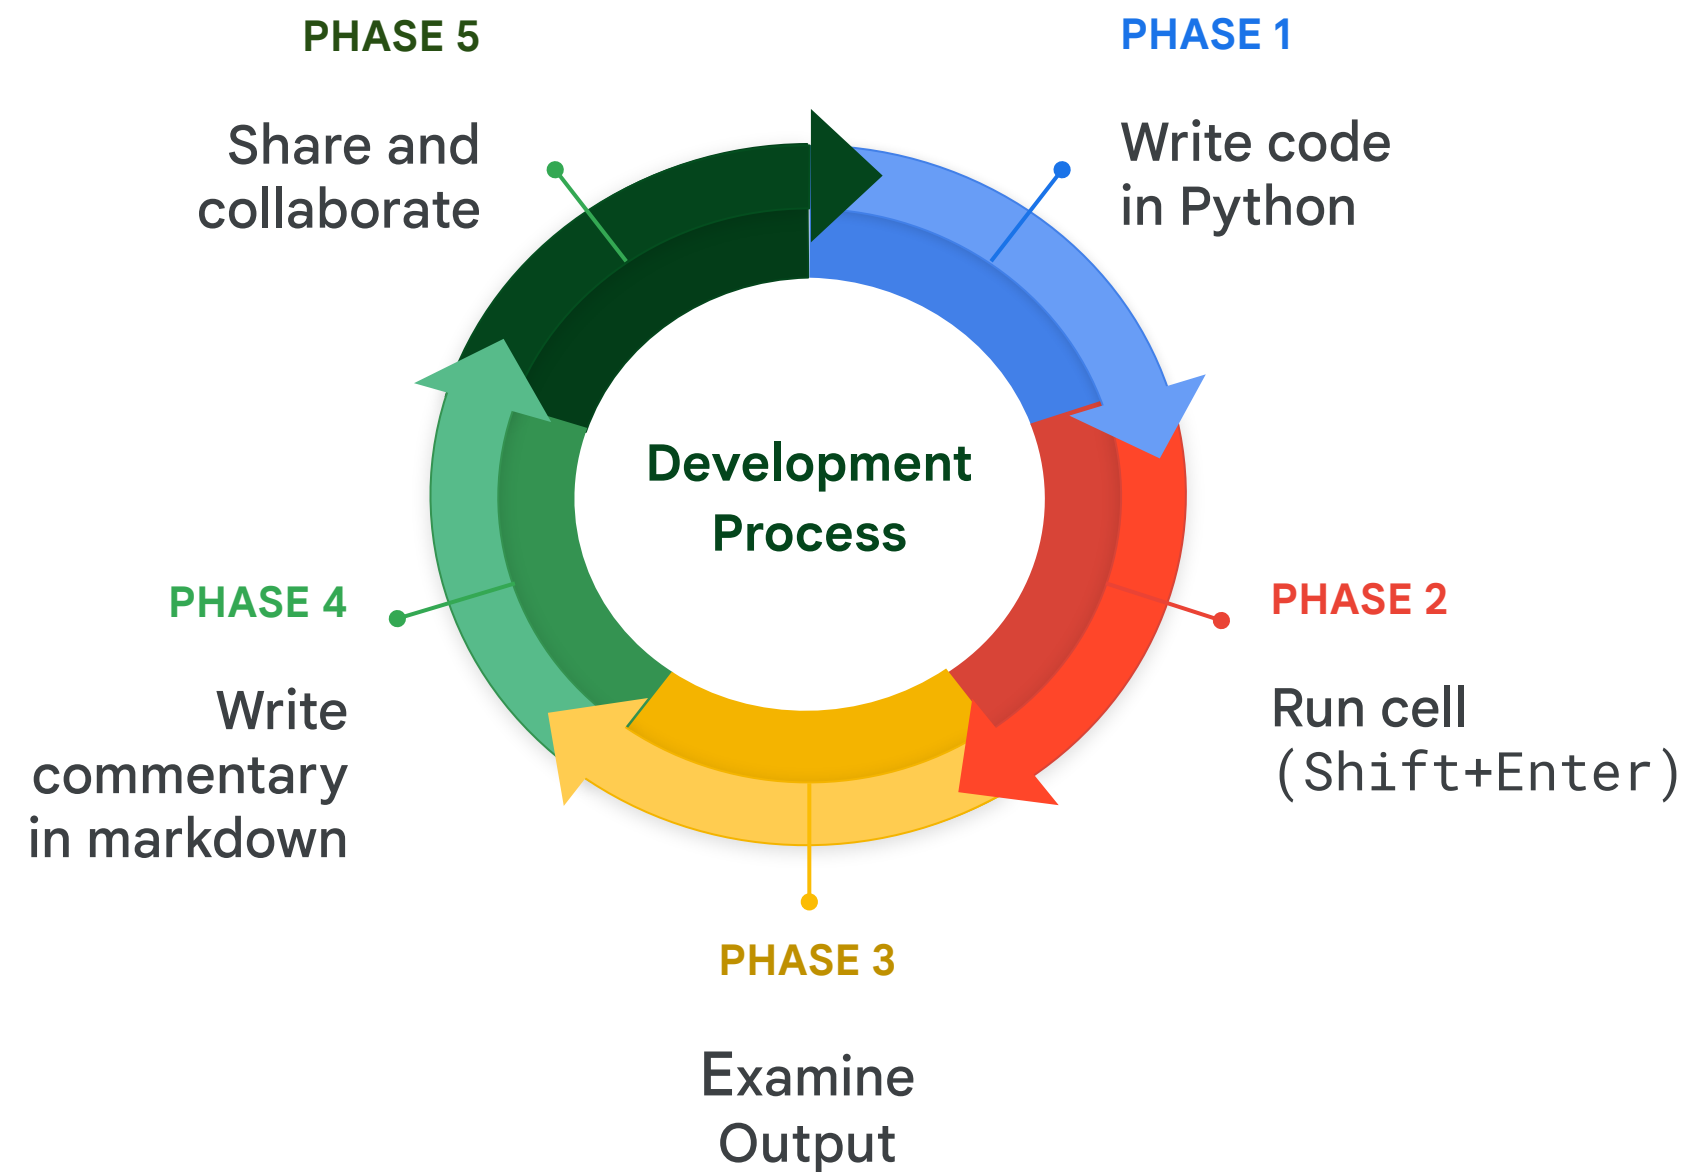 PHASE 1
Write code
in Python
PHASE 2
Run cell
(Shift+Enter)
PHASE 3
Examine
Output
PHASE 4
Write
commentary
in markdown
PHASE 5
Share and
collaborate
Development
Process